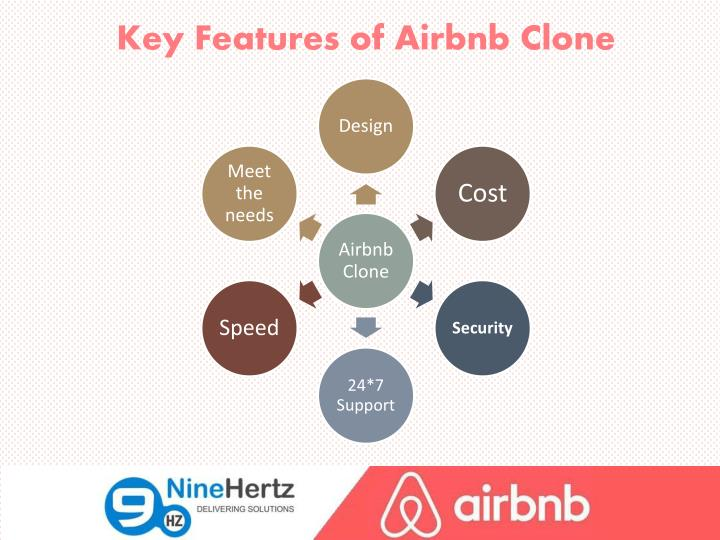 Key Features of Airbnb Clone
Design
Cost
Security
24*7
Support
Speed
Meet
the
needs
Airbnb
Clone
9
HZ
NineHertz
DELIVERING SOLUTIONS
airbnb